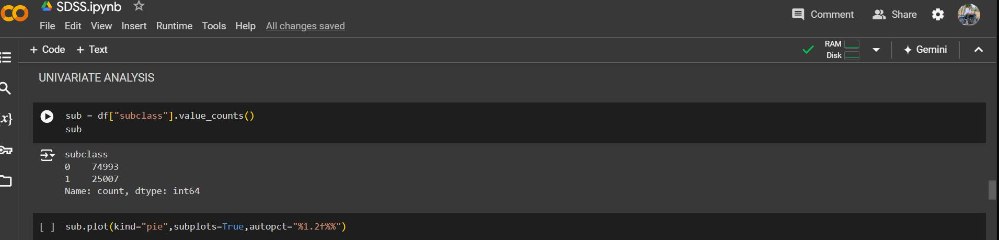 SDSS.ipynb
File Edit View Insert Runtime Tools Help All changes saved
Comment Share
+ Code + Text
RAM
Disk
Gemini
UNIVARIATE ANALYSIS
{x}
sub = df["subclass"].value_counts()
sub
subclass
0    74993
1    25007
Name: count, dtype: int64
[ ] sub.plot(kind="pie",subplots=True,autopct="%1.2f%%")